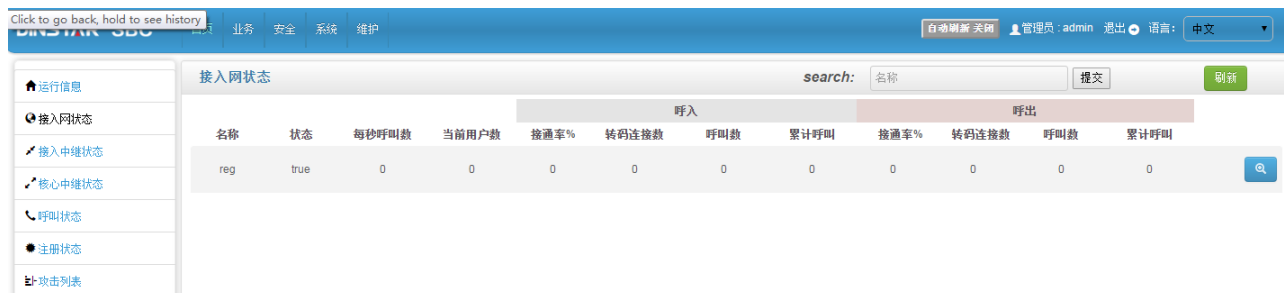 Click to go back, hold to see history
DINSTAR SBC 首页 业务 安全 系统 维护 自动刷新 关闭 管理员 : admin 退出 语言: 中文
运行信息
接入网状态
接入中继状态
核心中继状态
呼叫状态
注册状态
攻击列表
接入网状态 search: 名称 提交 刷新
呼入 呼出
名称 状态 每秒呼叫数 当前用户数 接通率% 转码连接数 呼叫数 累计呼叫 接通率% 转码连接数 呼叫数 累计呼叫
reg true 0 0 0 0 0 0 0 0 0 0